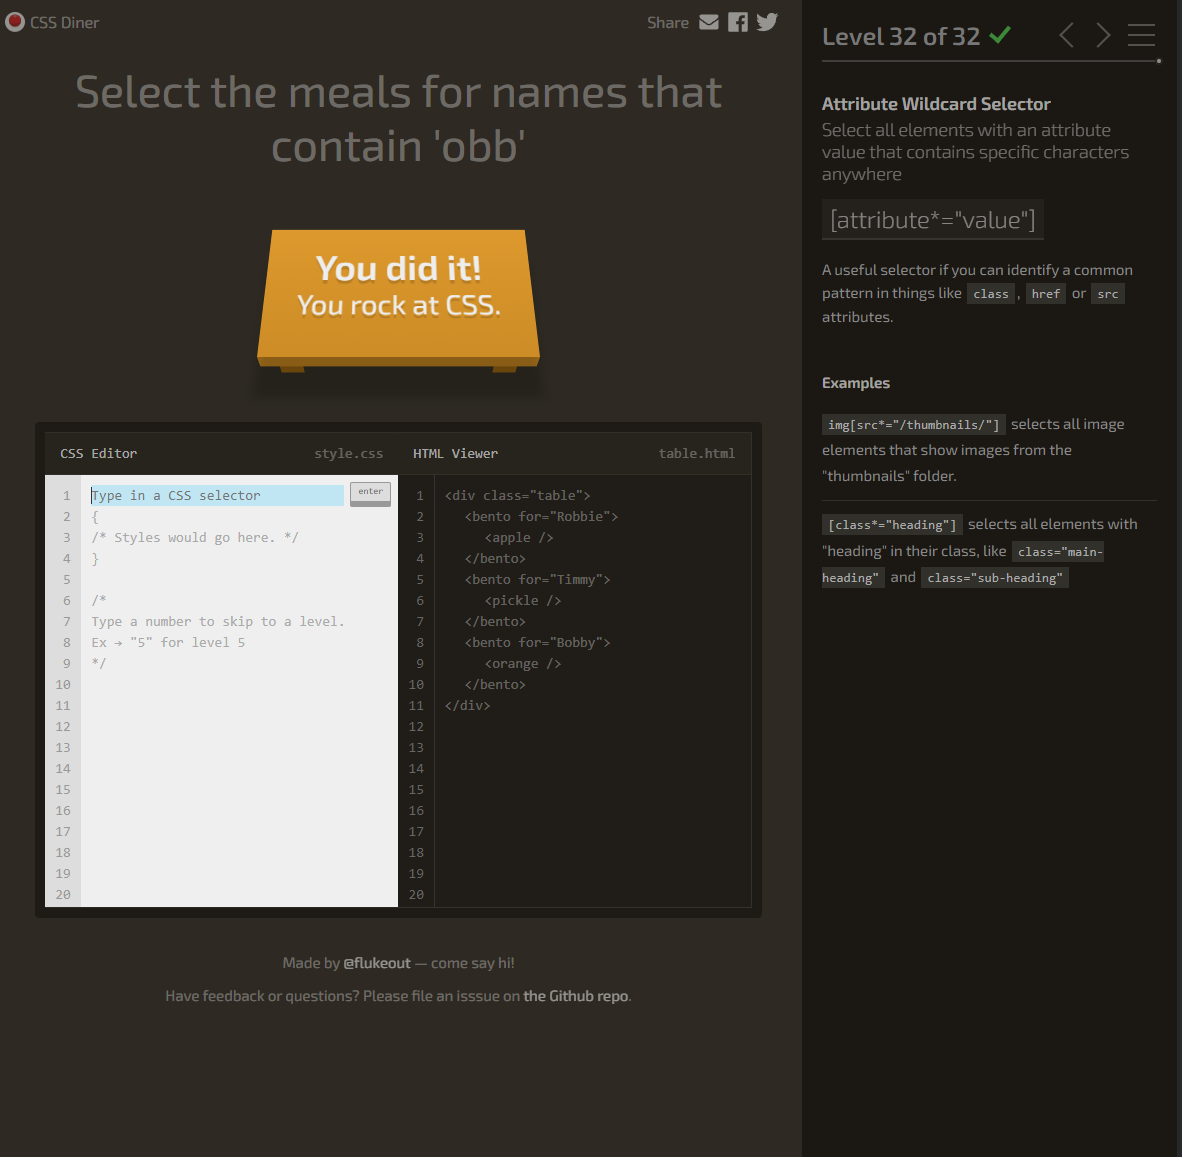 CSS Diner
Share
Select the meals for names that
contain 'obb'
You did it!
You rock at CSS.
CSS Editor
style.css
HTML Viewer
table.html
1
2
3
4
5
6
7
8
9
10
11
12
13
14
15
16
17
18
19
20
Type in a CSS selector
enter
{
/* Styles would go here. */
}
/*
Type a number to skip to a level.
Ex → "5" for level 5
*/
1
2
3
4
5
6
7
8
9
10
11
12
13
14
15
16
17
18
19
20
<div class="table">
<bento for="Robbie">
<apple />
</bento>
<bento for="Timmy">
<pickle />
</bento>
<bento for="Bobby">
<orange />
</bento>
</div>
Made by @flukeout — come say hi!
Have feedback or questions? Please file an isssue on the Github repo.
Level 32 of 32
Attribute Wildcard Selector
Select all elements with an attribute
value that contains specific characters
anywhere
[attribute*="value"]
A useful selector if you can identify a common
pattern in things like class , href or src
attributes.
Examples
img[src*="/thumbnails/"] selects all image
elements that show images from the
"thumbnails" folder.
[class*="heading"] selects all elements with
"heading" in their class, like class="main-
heading" and class="sub-heading"